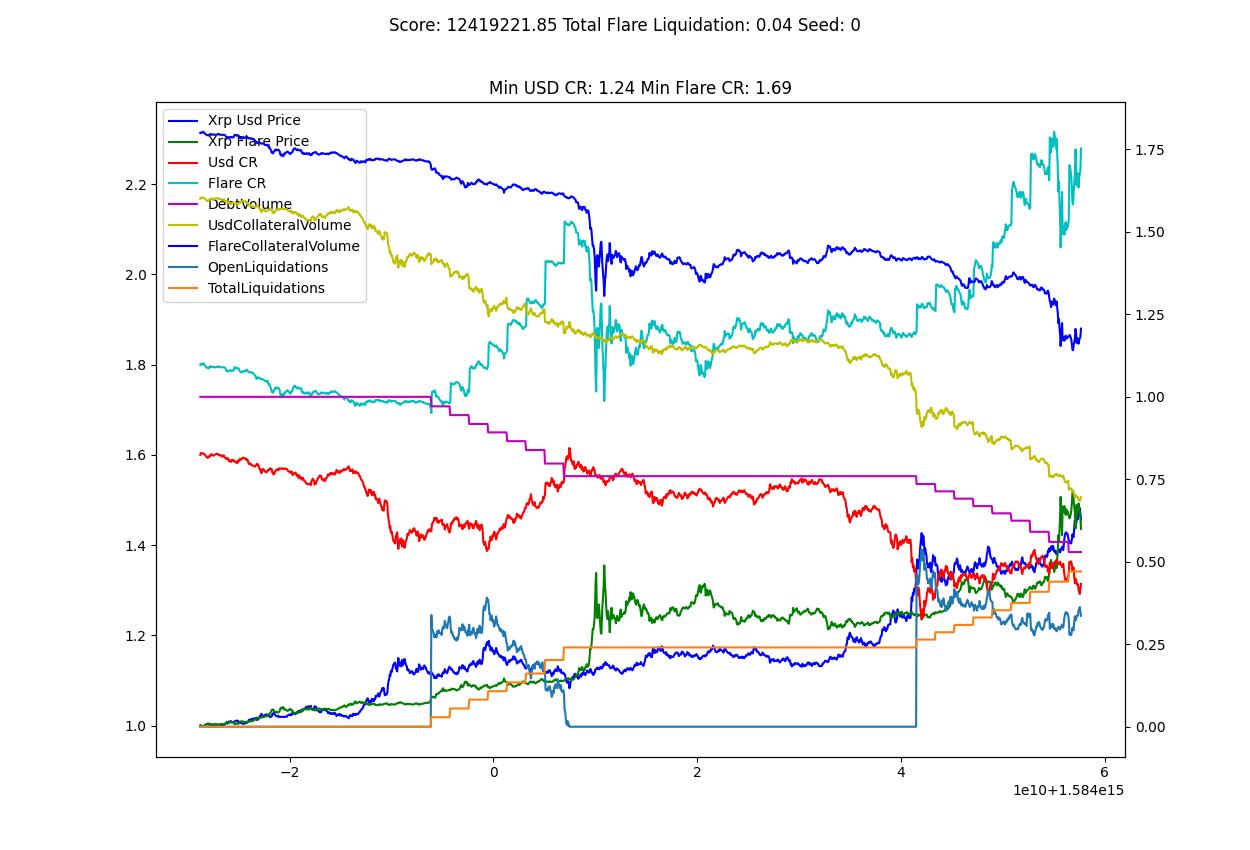 Score: 12419221.85 Total Flare Liquidation: 0.04 Seed: 0
Min USD CR: 1.24 Min Flare CR: 1.69
Xrp Usd Price
Xrp Flare Price
Usd CR
Flare CR
DebtVolume
UsdCollateralVolume
FlareCollateralVolume
OpenLiquidations
TotalLiquidations
2.2
2.0
1.8
1.6
1.4
1.2
1.0
1.75
1.50
1.25
1.00
0.75
0.50
0.25
0.00
−2 0 2 4 6
1e10+1.584e15